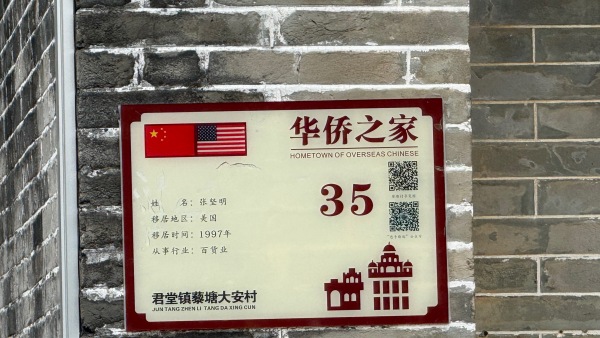 华侨之家
HOMETOWN OF OVERSEAS CHINESE
35
姓 名：张坚明
移居地区：美国
移居时间：1997年
从事行业：百货业
君堂镇藜塘大安村
JUN TANG ZHEN LI TANG DA XING CUN